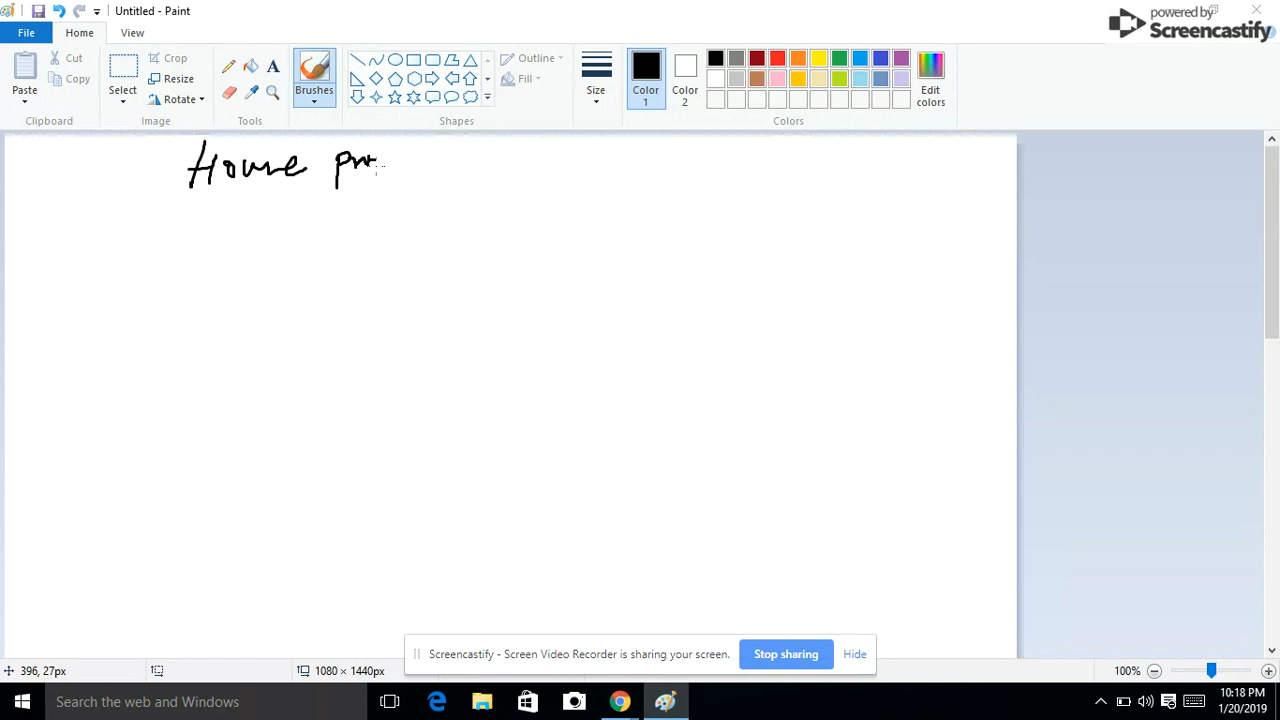 Untitled - Paint
powered by
Screencastify
File Home View
Cut
Copy
Paste
Crop
Resize
Rotate
Select
Brushes
Outline
Fill
Size
Color 1
Color 2
Edit colors
Clipboard Image Tools Shapes Colors
House
Screencastify - Screen Video Recorder is sharing your screen. Stop sharing Hide
396, 27px 1080 × 1440px 100%
Search the web and Windows
10:18 PM
1/20/2019